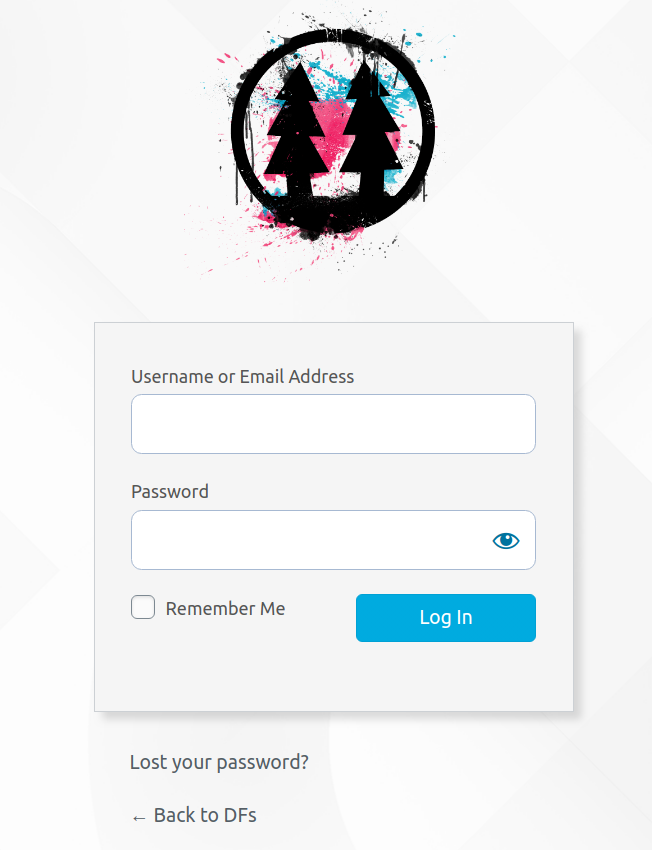 Username or Email Address
Password
Remember Me
Log In
Lost your password?
← Back to DFs